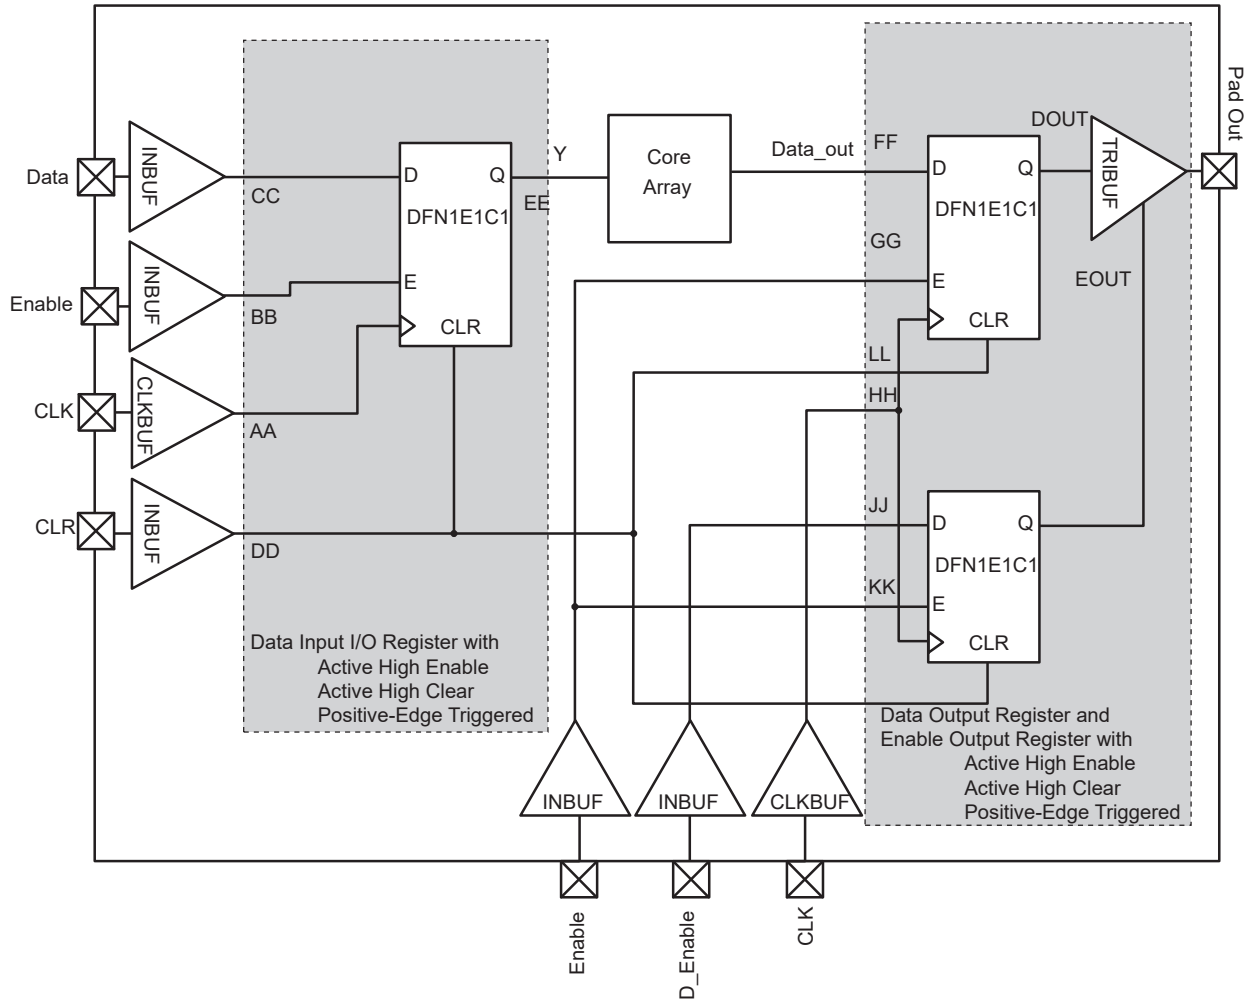 Data
INBUF
CC
D
Q
DFN1E1C1
E
CLR
Y
EE
Core
Array
Data_out
FF
GG
D
Q
DFN1E1C1
E
CLR
DOUT
TRIBUF
EOUT
Pad Out
Enable
INBUF
BB
CLK
CLKBUF
AA
CLR
INBUF
DD
LL
HH
JJ
KK
D
Q
DFN1E1C1
E
CLR
Data Input I/O Register with
Active High Enable
Active High Clear
Positive-Edge Triggered
Data Output Register and
Enable Output Register with
Active High Enable
Active High Clear
Positive-Edge Triggered
INBUF
INBUF
CLKBUF
Enable
D_Enable
CLK